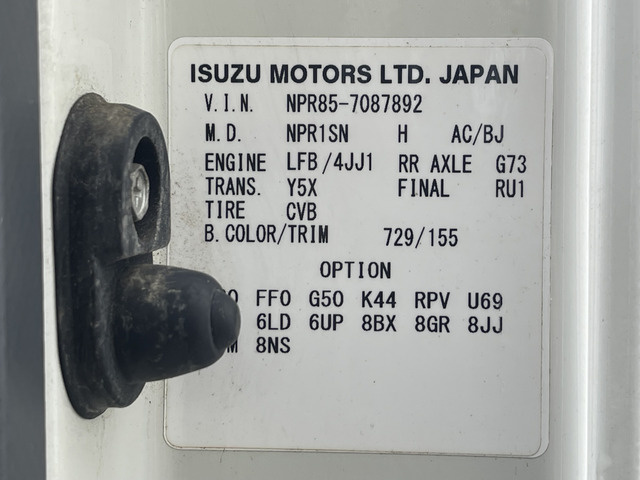 ISUZU MOTORS LTD. JAPAN
V.I.N. NPR85-7087892
M.D. NPR1SN H AC/BJ
ENGINE LFB/4JJ1 RR AXLE G73
TRANS. Y5X FINAL RU1
TIRE CVB
B.COLOR/TRIM 729/155
OPTION
FF0 G50 K44 RPV U69
6LD 6UP 8BX 8GR 8JJ
8NS